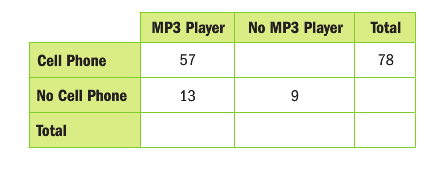 MP3 Player No MP3 Player Total
Cell Phone 57 78
No Cell Phone 13 9
Total